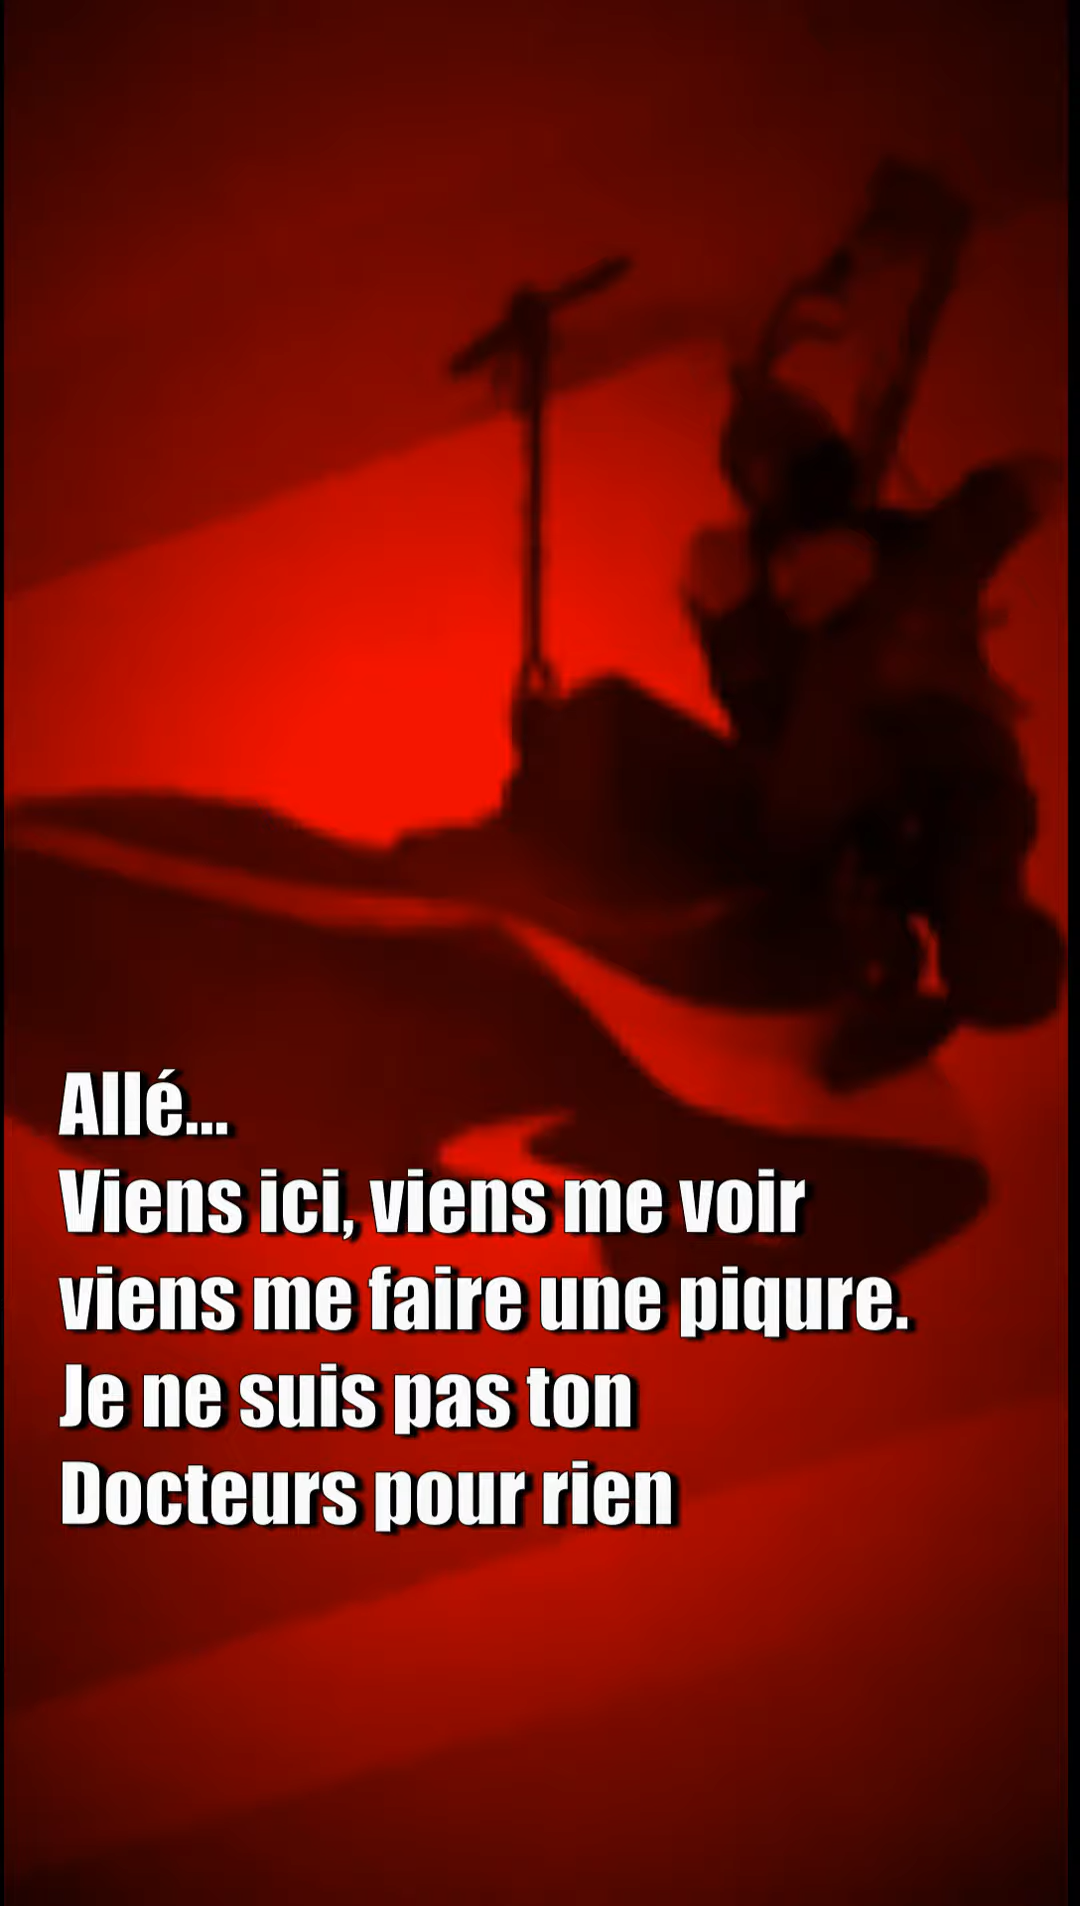 Allé...
Viens ici, viens me voir
viens me faire une piqure.
Je ne suis pas ton
Docteurs pour rien